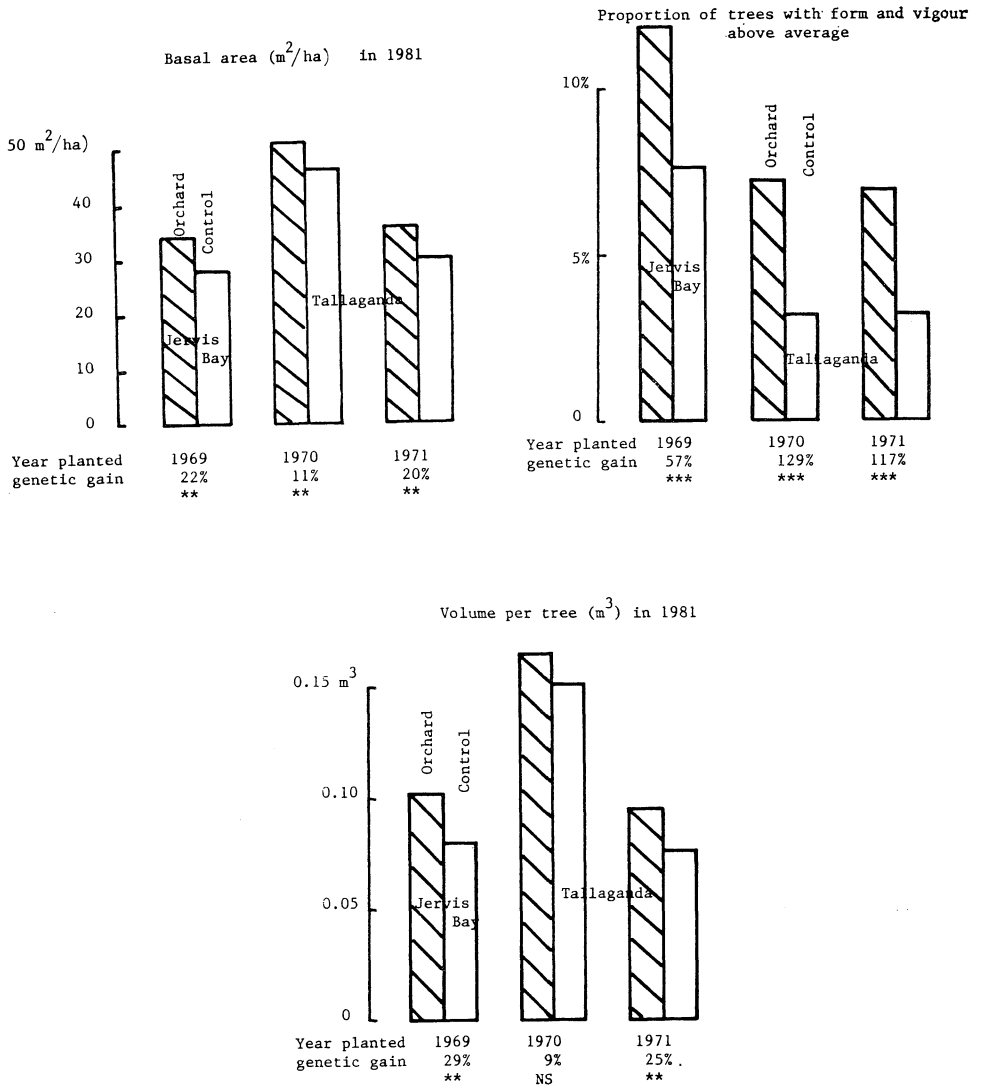 Basal area (m²/ha) in 1981
50 m²/ha)
40
30
20
10
0
Orchard
Control
Jervis
Bay
Tallaganda
Year planted 1969 1970 1971
genetic gain 22% 11% 20%
** ** **
Proportion of trees with form and vigour
above average
10%
5%
0
Orchard
Control
Jervis
Bay
Tallaganda
Year planted 1969 1970 1971
genetic gain 57% 129% 117%
*** *** ***
Volume per tree (m³) in 1981
0.15 m³
0.10
0.05
0
Orchard
Control
Jervis
Bay
Tallaganda
Year planted 1969 1970 1971
genetic gain 29% 9% 25%.
** NS **